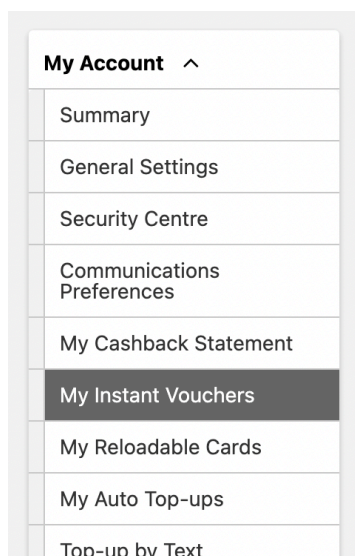 My Account
Summary
General Settings
Security Centre
Communications
Preferences
My Cashback Statement
My Instant Vouchers
My Reloadable Cards
My Auto Top-ups
Top-up by Text